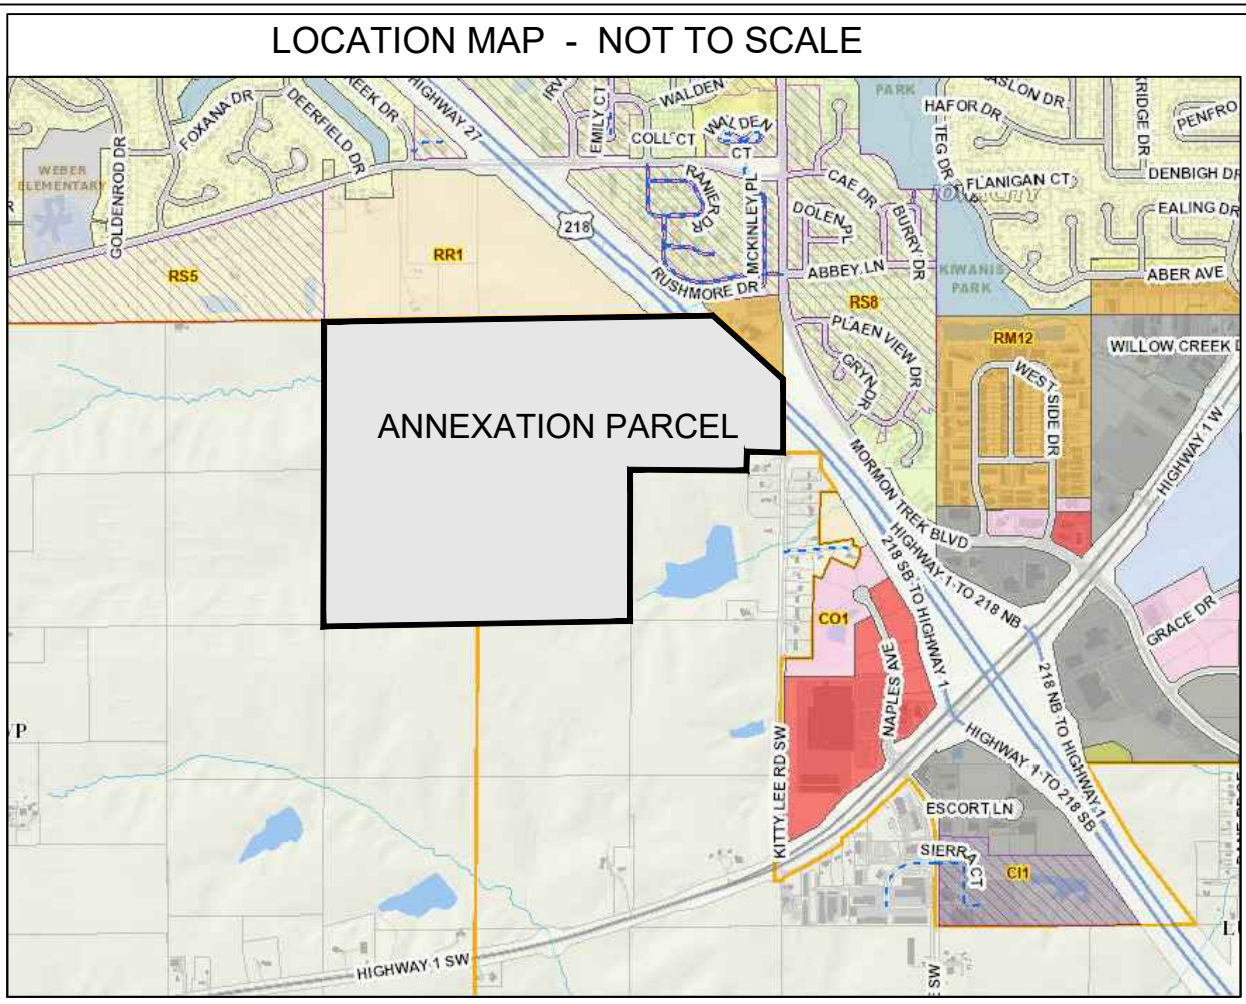 LOCATION MAP - NOT TO SCALE
FOXANA DR
DEERFIELD DR
GOLDENROD DR
WEBER
ELEMENTARY
HIGHWAY 27
EMILY CT
WALDEN
COLL CT
WALDEN
CT
RANIER DR
MCKINLEY PL
PARK
HAFOR DR
TEG DR
FLANIGAN CT
PENFRO
DENBIGH DR
EALING DR
ABER AVE
CAE DR
DOLEN PL
BURRY DR
ABBEY LN
KIWANIS
PARK
218
RUSHMORE DR
RS5
RR1
RS8
PLAEN VIEW DR
GRYN DR
RM12
WEST SIDE DR
WILLOW CREEK D
HIGHWAY 1 W
ANNEXATION PARCEL
MORMON TREK BLVD
HIGHWAY 1 TO 218 NB
218 SB TO HIGHWAY 1
GRACE DR
CO1
NAPLES AVE
218 NB TO HIGHWAY 1
HIGHWAY 1 TO 218 SB
KITTY LEE RD SW
ESCORT LN
SIERRA CT
CI1
HIGHWAY 1 SW
E SW